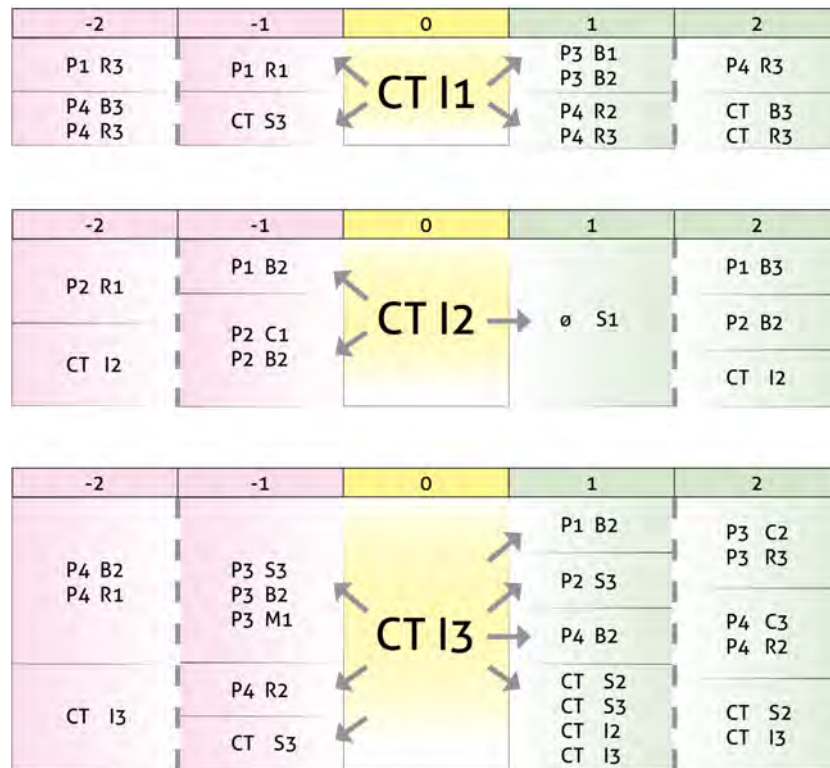 -2 -1 0 1 2
P1 R3
P4 B3
P4 R3
P1 R1
CT S3
CT I1
P3 B1
P3 B2
P4 R2
P4 R3
P4 R3
CT B3
CT R3
-2 -1 0 1 2
P2 R1
CT I2
P1 B2
P2 C1
P2 B2
CT I2
ø S1
P1 B3
P2 B2
CT I2
-2 -1 0 1 2
P4 B2
P4 R1
CT I3
P3 S3
P3 B2
P3 M1
P4 R2
CT S3
CT I3
P1 B2
P2 S3
P4 B2
CT S2
CT S3
CT I2
CT I3
P3 C2
P3 R3
P4 C3
P4 R2
CT S2
CT I3